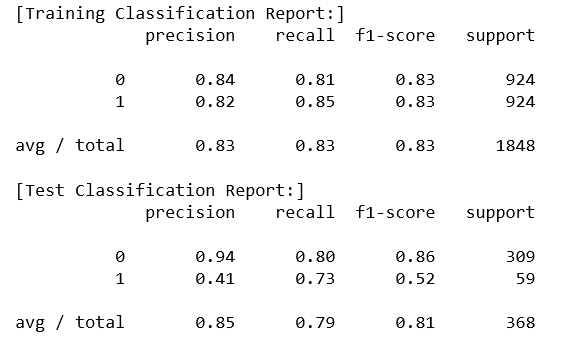 [Training Classification Report:]
precision recall f1-score support
0 0.84 0.81 0.83 924
1 0.82 0.85 0.83 924
avg / total 0.83 0.83 0.83 1848
[Test Classification Report:]
precision recall f1-score support
0 0.94 0.80 0.86 309
1 0.41 0.73 0.52 59
avg / total 0.85 0.79 0.81 368